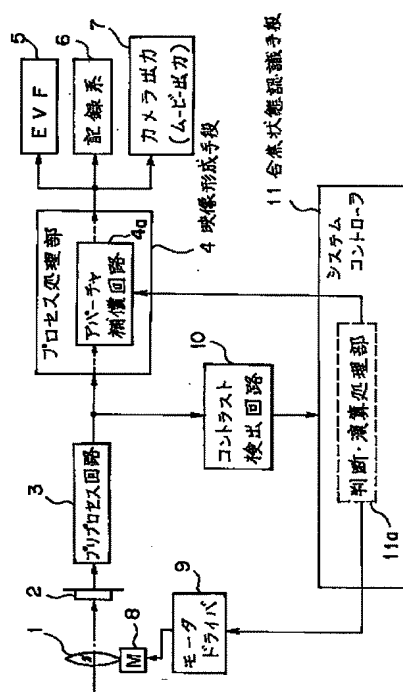 1
2
3
プリプロセス回路
プロセス処理部
アパーチャ
補償回路
4a
4 映像形成手段
5
EVF
6
記録系
7
カメラ出力
(ムービ出力)
8
M
9
モータ
ドライバ
10
コントラスト
検出回路
11 合焦状態認識手段
システム
コントローラ
判断・演算処理部
11a